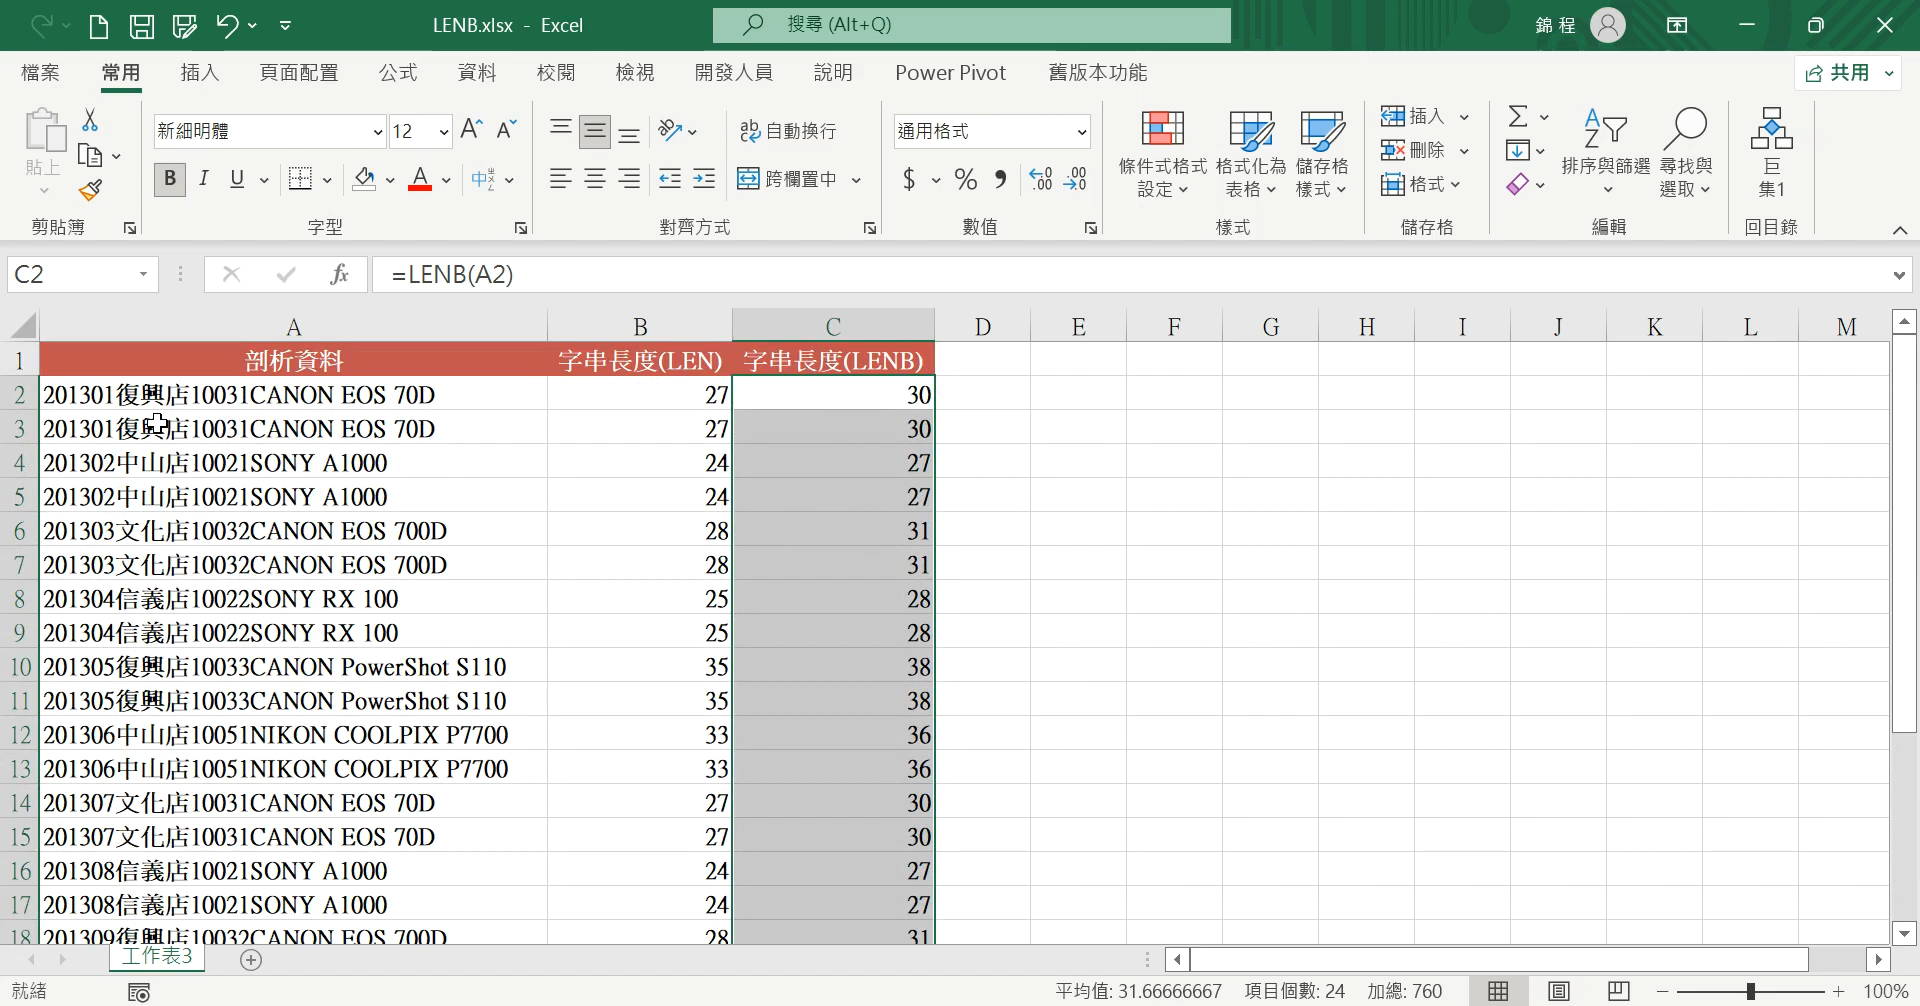 LENB.xlsx - Excel
搜尋 (Alt+Q)
錦 程
檔案 常用 插入 頁面配置 公式 資料 校閱 檢視 開發人員 說明 Power Pivot 舊版本功能 共用
貼上
剪貼簿
新細明體 12
B I U
字型
自動換行
跨欄置中
對齊方式
通用格式
$ % , .00 .00
數值
條件式格式設定
格式化為表格
儲存格樣式
樣式
插入
刪除
格式
儲存格
排序與篩選
尋找與選取
編輯
巨集1
回目錄
C2 fx =LENB(A2)
A B C D E F G H I J K L M
1 剖析資料 字串長度(LEN) 字串長度(LENB)
2 201301復興店10031CANON EOS 70D 27 30
3 201301復興店10031CANON EOS 70D 27 30
4 201302中山店10021SONY A1000 24 27
5 201302中山店10021SONY A1000 24 27
6 201303文化店10032CANON EOS 700D 28 31
7 201303文化店10032CANON EOS 700D 28 31
8 201304信義店10022SONY RX 100 25 28
9 201304信義店10022SONY RX 100 25 28
10 201305復興店10033CANON PowerShot S110 35 38
11 201305復興店10033CANON PowerShot S110 35 38
12 201306中山店10051NIKON COOLPIX P7700 33 36
13 201306中山店10051NIKON COOLPIX P7700 33 36
14 201307文化店10031CANON EOS 70D 27 30
15 201307文化店10031CANON EOS 70D 27 30
16 201308信義店10021SONY A1000 24 27
17 201308信義店10021SONY A1000 24 27
18 201309復興店10032CANON EOS 700D 28 31
工作表3
就緒 平均值: 31.66666667 項目個數: 24 加總: 760 100%